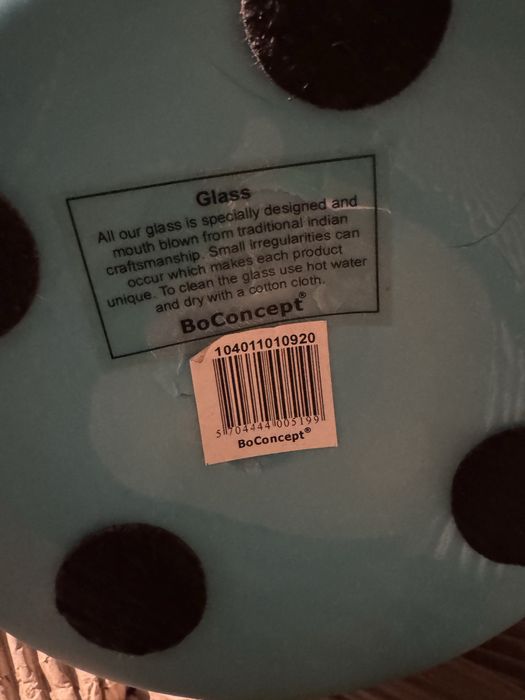 Glass
All our glass is specially designed and
mouth blown from traditional indian
craftsmanship. Small irregularities can
occur which makes each product
unique. To clean the glass use hot water
and dry with a cotton cloth.
BoConcept®
104011010920
5 704444 005199
BoConcept®